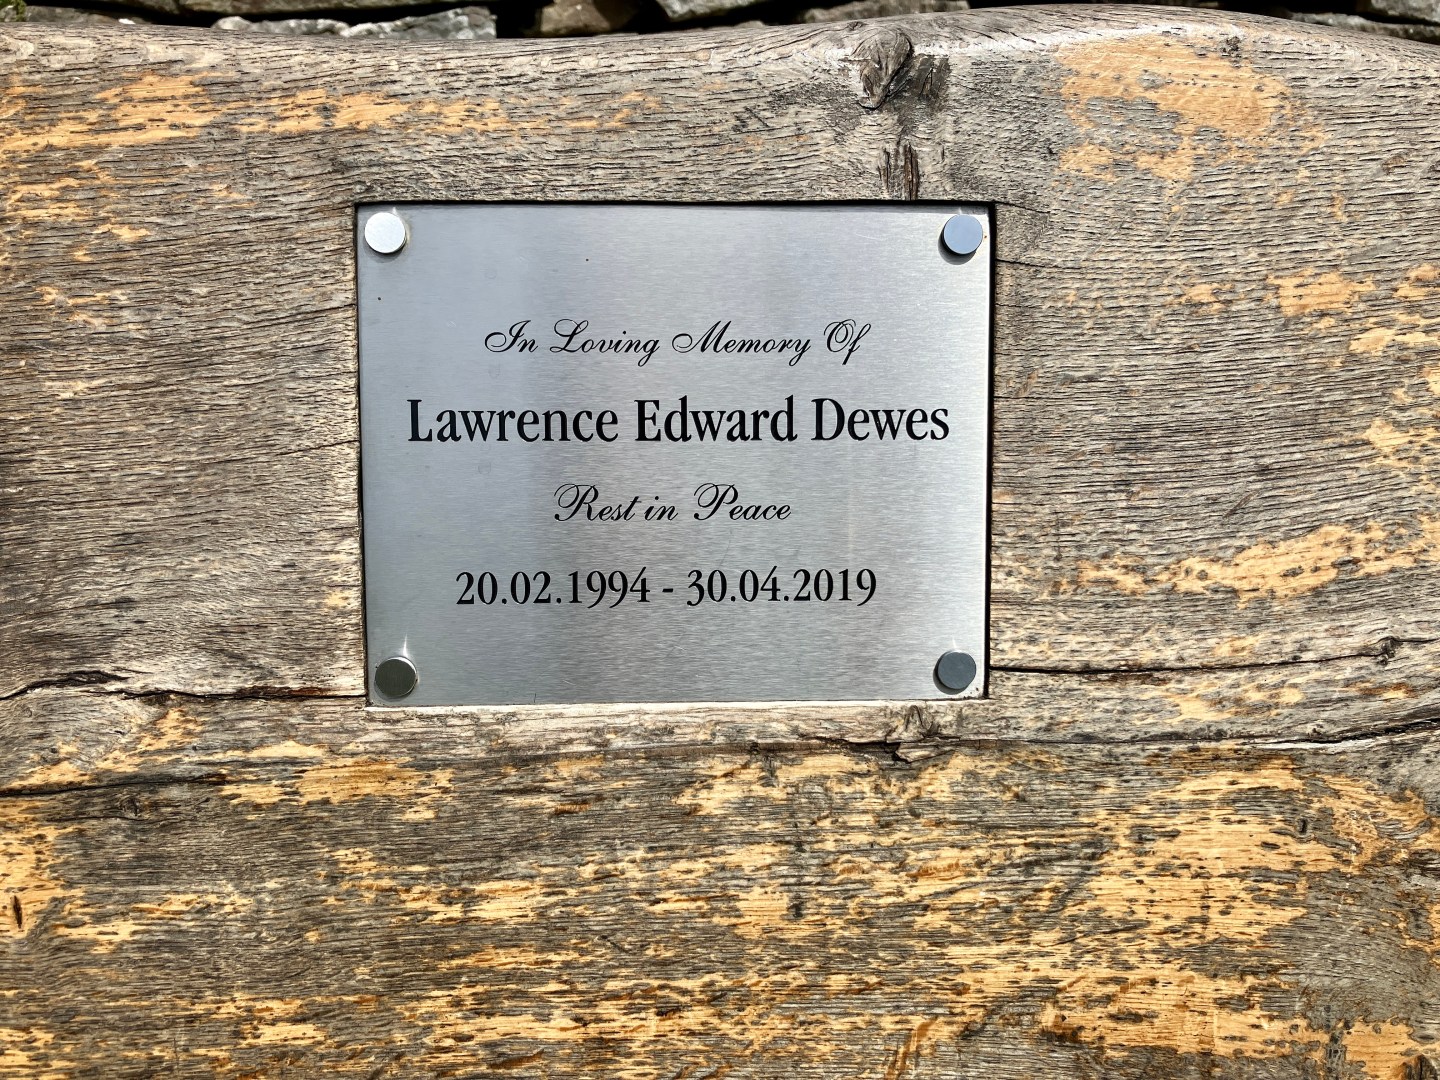 In Loving Memory Of
Lawrence Edward Dewes
Rest in Peace
20.02.1994 - 30.04.2019